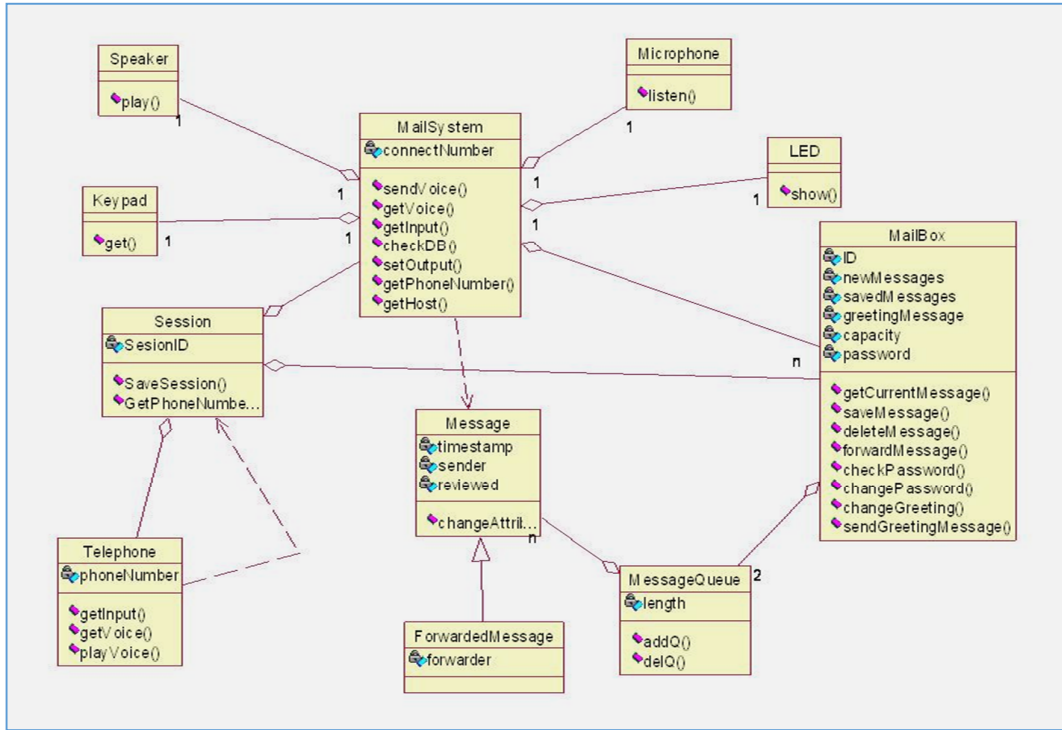 Speaker
play()
1
Microphone
listen()
1
MailSystem
connectNumber
sendVoice()
getVoice()
getInput()
checkDB()
setOutput()
getPhoneNumber()
getHost()
1
1
1
1
LED
show()
1
Keypad
get()
1
MailBox
ID
newMessages
savedMessages
greetingMessage
capacity
password
getCurrentMessage()
saveMessage()
deleteMessage()
forwardMessage()
checkPassword()
changePassword()
changeGreeting()
sendGreetingMessage()
n
Session
SesionID
SaveSession()
GetPhoneNumbe...
Message
timestamp
sender
reviewed
changeAttril...
n
Telephone
phoneNumber
getInput()
getVoice()
playVoice()
MessageQueue
length
addQ()
delQ()
2
ForwardedMessage
forwarder